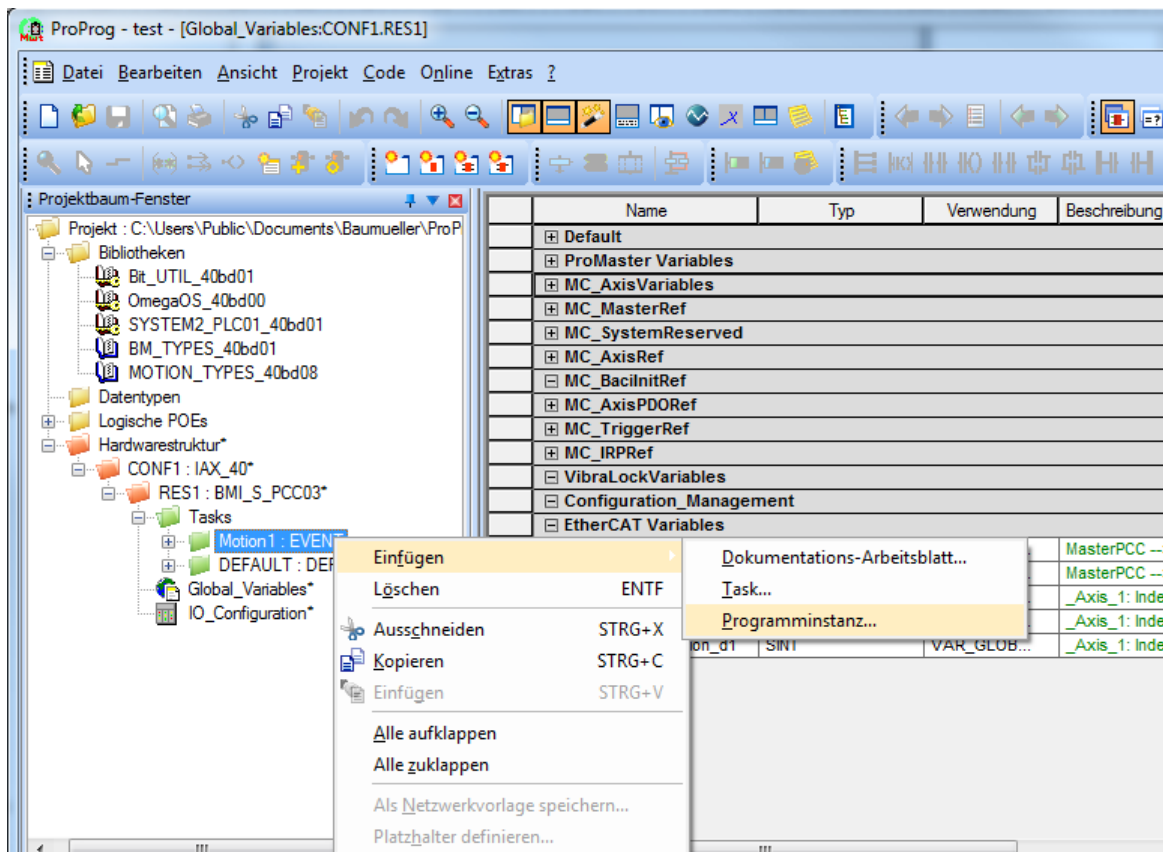 ProProg - test - [Global_Variables:CONF1.RES1]
Datei Bearbeiten Ansicht Projekt Code Online Extras ?
Projektbaum-Fenster
Projekt : C:\Users\Public\Documents\Baumueller\ProP
Bibliotheken
Bit_UTIL_40bd01
OmegaOS_40bd00
SYSTEM2_PLC01_40bd01
BM_TYPES_40bd01
MOTION_TYPES_40bd08
Datentypen
Logische POEs
Hardwarestruktur*
CONF1 : IAX_40*
RES1 : BMI_S_PCC03*
Tasks
Motion1 : EVENT
DEFAULT : DEF
Global_Variables*
IO_Configuration*
Name Typ Verwendung Beschreibung
Default
ProMaster Variables
MC_AxisVariables
MC_MasterRef
MC_SystemReserved
MC_AxisRef
MC_BaciInitRef
MC_AxisPDORef
MC_TriggerRef
MC_IRPRef
VibraLockVariables
Configuration_Management
EtherCAT Variables
MasterPCC --
MasterPCC --
_Axis_1: Inde
_Axis_1: Inde
ion_d1 SINT VAR_GLOB... _Axis_1: Inde
Einfügen
Löschen ENTF
Ausschneiden STRG+X
Kopieren STRG+C
Einfügen STRG+V
Alle aufklappen
Alle zuklappen
Als Netzwerkvorlage speichern...
Platzhalter definieren...
Dokumentations-Arbeitsblatt...
Task...
Programminstanz...